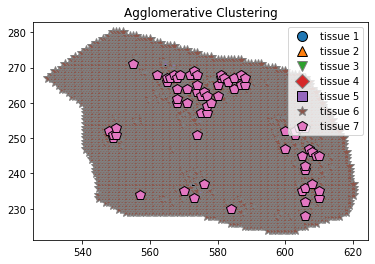 Agglomerative Clustering
280
270
260
250
240
230
540
560
580
600
620
tissue 1
tissue 2
tissue 3
tissue 4
tissue 5
tissue 6
tissue 7